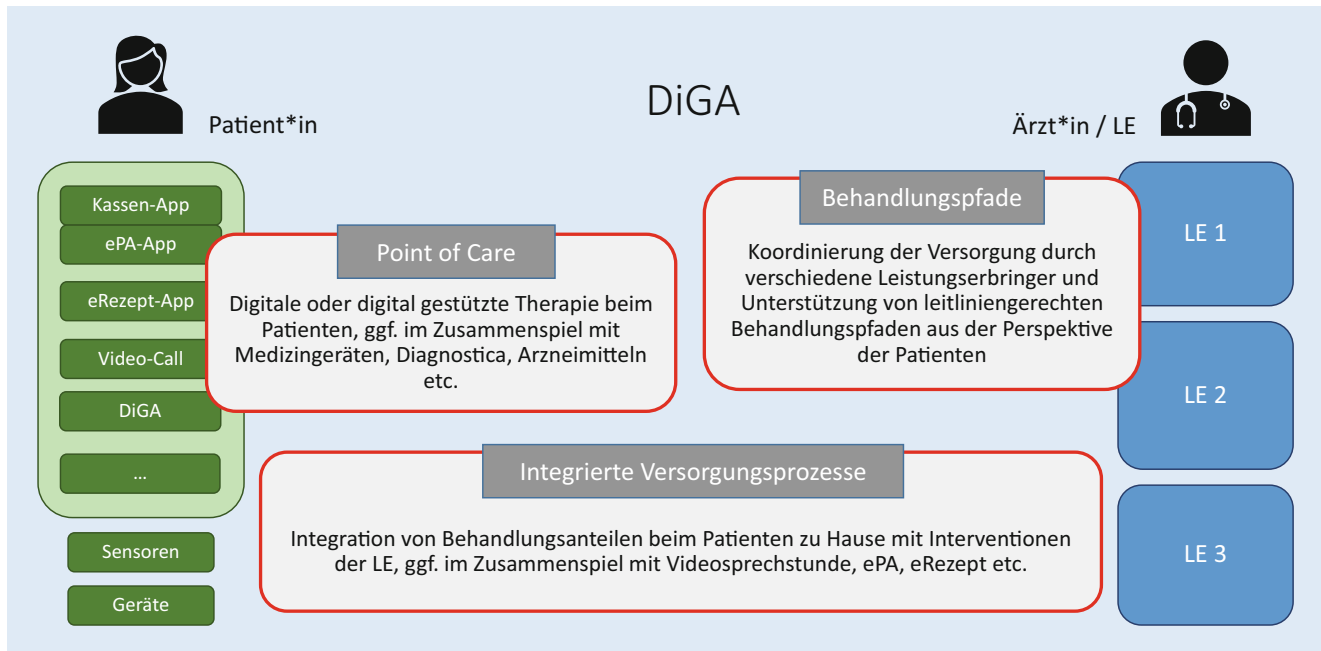 DiGA
Patient*in
Ärzt*in / LE
Kassen-App
ePA-App
eRezept-App
Video-Call
DiGA
...
Sensoren
Geräte
Point of Care
Digitale oder digital gestützte Therapie beim
Patienten, ggf. im Zusammenspiel mit
Medizingeräten, Diagnostica, Arzneimitteln
etc.
Behandlungspfade
Koordinierung der Versorgung durch
verschiedene Leistungserbringer und
Unterstützung von leitliniengerechten
Behandlungspfaden aus der Perspektive
der Patienten
Integrierte Versorgungsprozesse
Integration von Behandlungsanteilen beim Patienten zu Hause mit Interventionen
der LE, ggf. im Zusammenspiel mit Videosprechstunde, ePA, eRezept etc.
LE 1
LE 2
LE 3